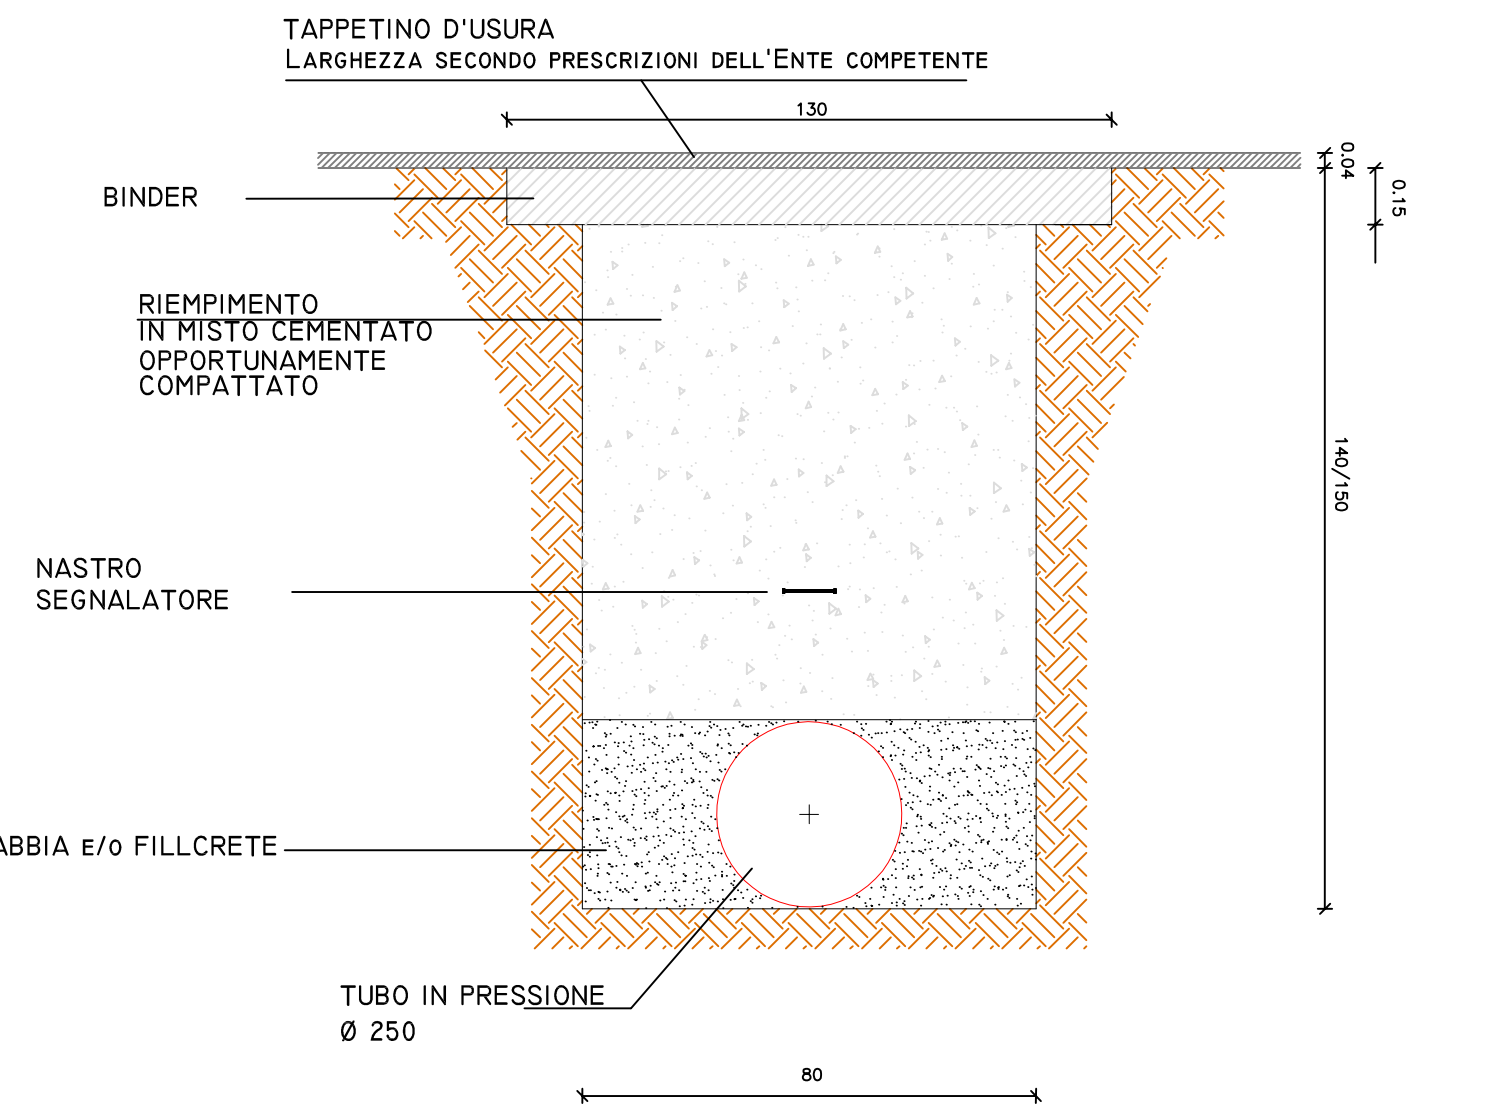 TAPPETINO D'USURA
LARGHEZZA SECONDO PRESCRIZIONI DELL'ENTE COMPETENTE
130
0.04
0.15
BINDER
RIEMPIMENTO
IN MISTO CEMENTATO
OPPORTUNAMENTE
COMPATTATO
140/150
NASTRO
SEGNALATORE
ABBIA E/O FILLCRETE
TUBO IN PRESSIONE
Ø 250
80